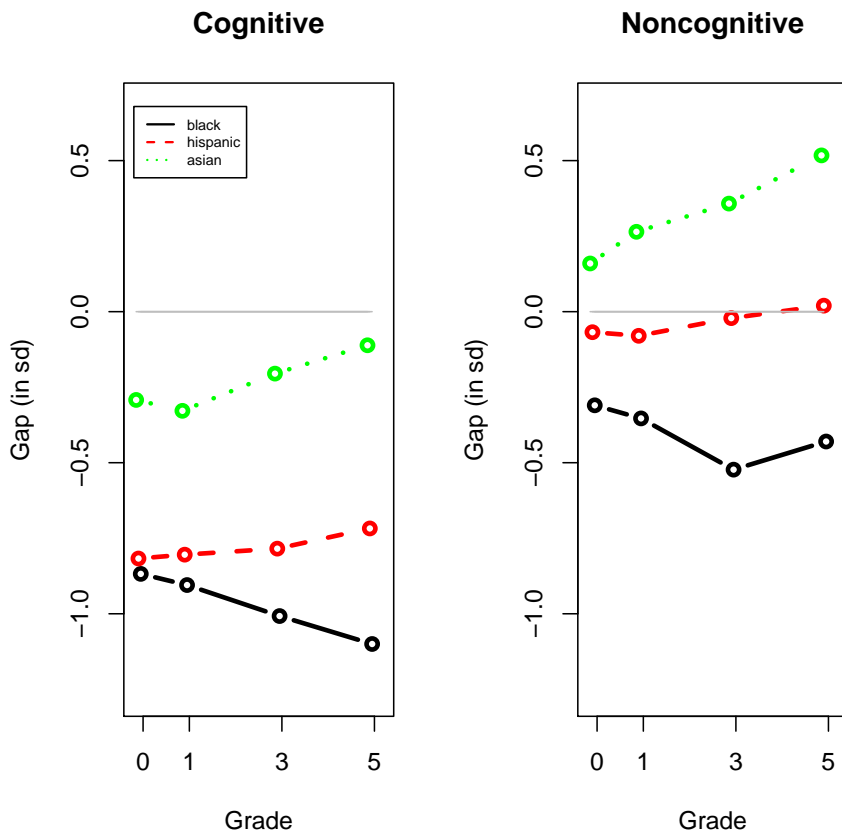 Cognitive
Noncognitive
black
hispanic
asian
0.5
0.0
−0.5
−1.0
Gap (in sd)
0 1 3 5
Grade
0.5
0.0
−0.5
−1.0
Gap (in sd)
0 1 3 5
Grade